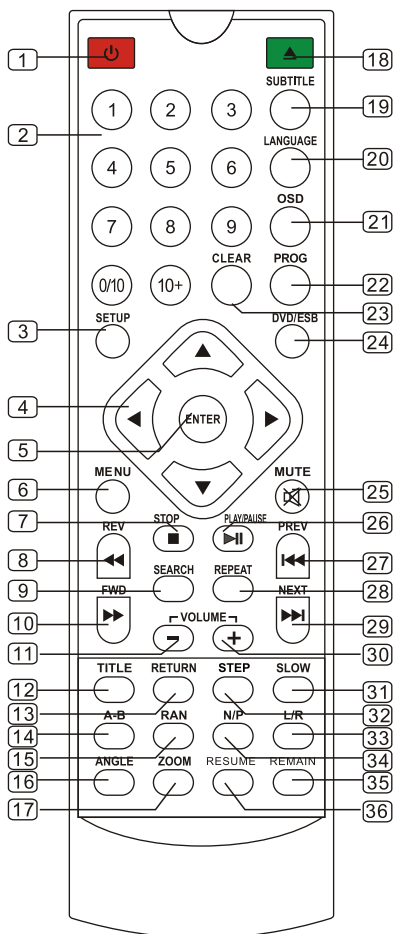 1
18
SUBTITLE
1 2 3
2
19
LANGUAGE
4 5 6
20
OSD
7 8 9
21
CLEAR PROG
0/10 10+
22
23
SETUP DVD/ESB
3
24
4
ENTER
5
MENU MUTE
6
25
7
STOP PLAY/PAUSE
26
REV PREV
8
27
SEARCH REPEAT
9
28
FWD NEXT
10
29
- VOLUME +
11
30
TITLE RETURN STEP SLOW
12
31
13
32
A-B RAN N/P L/R
14
33
15
34
ANGLE ZOOM RESUME REMAIN
16
35
17
36